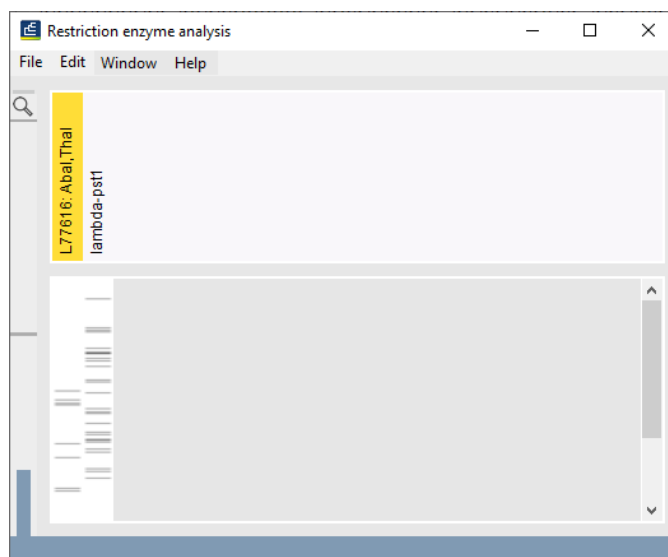 Restriction enzyme analysis
File Edit Window Help
L77616: AbaI,ThaI
lambda-pst1